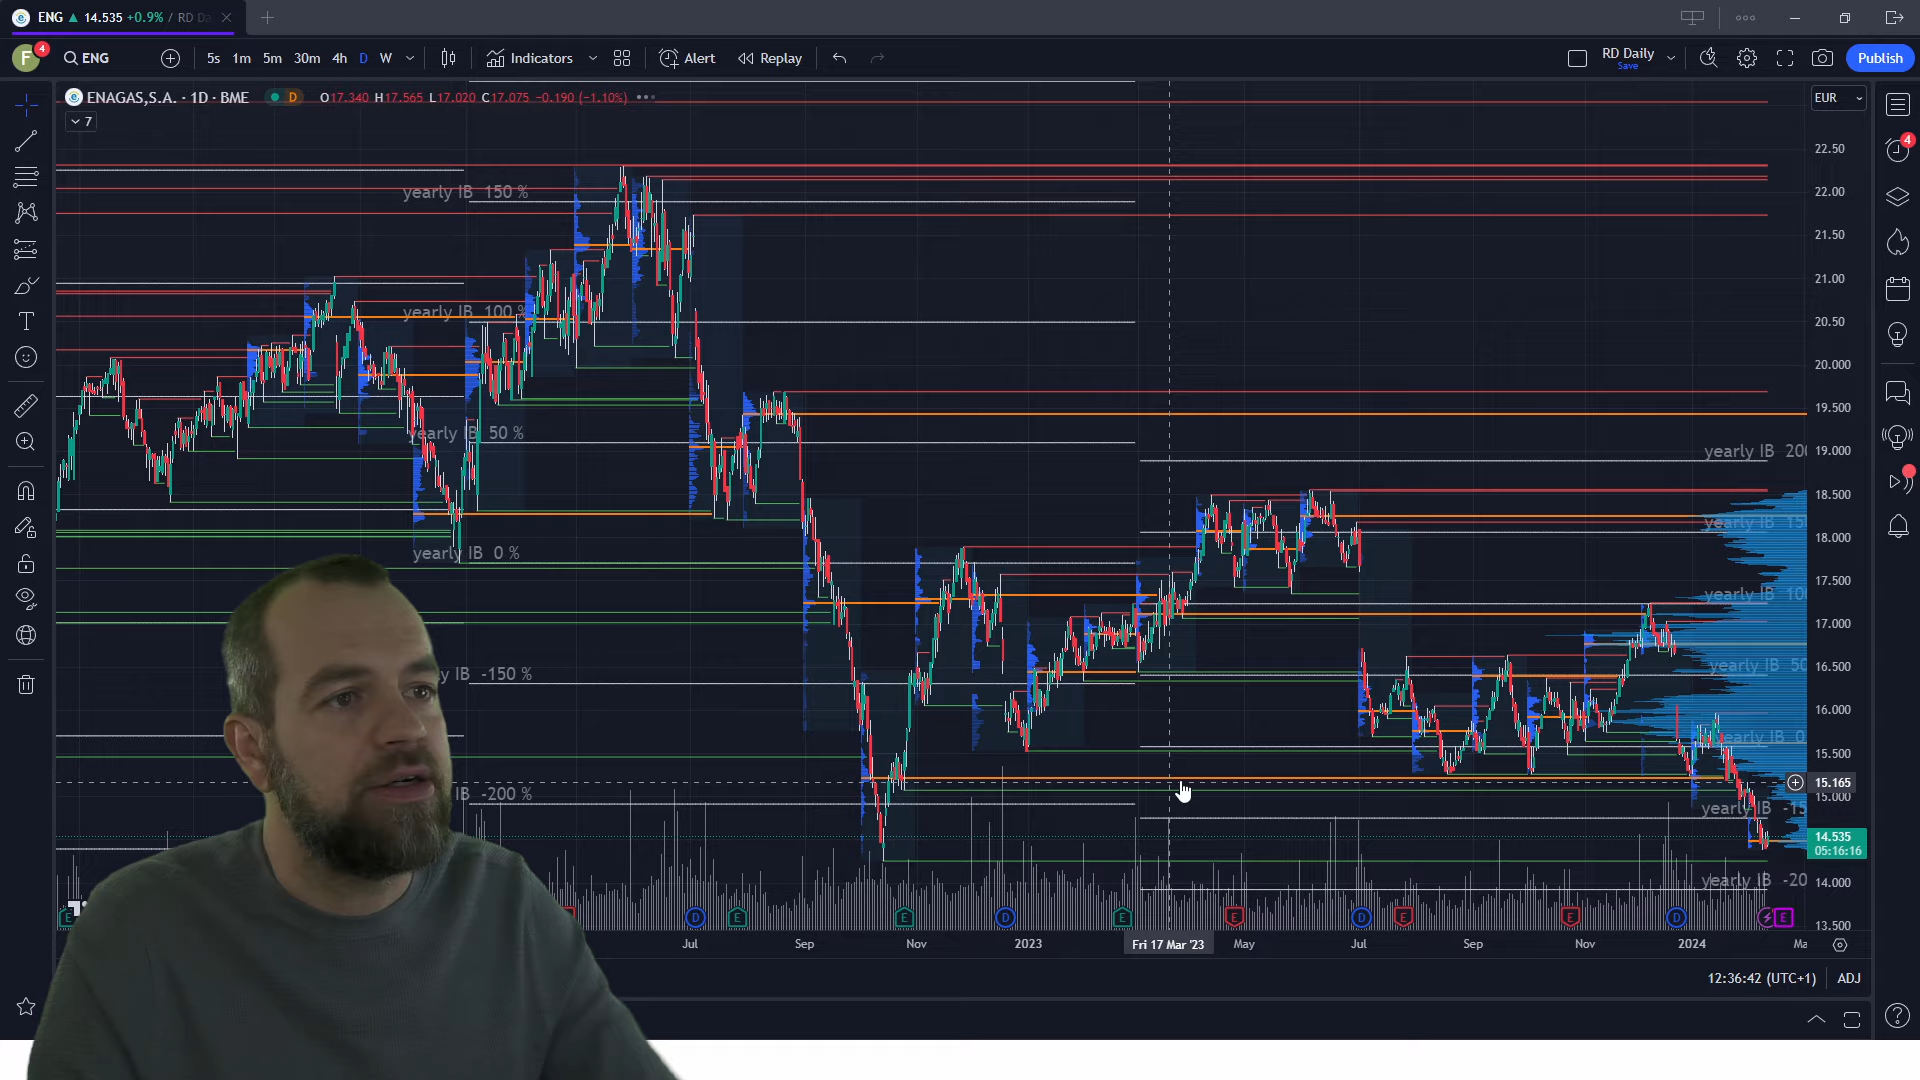 ENG ▲ 14.535 +0.9% / RD Da
F 4 ENG 5s 1m 5m 30m 4h D W Indicators Alert Replay RD Daily Save Publish
ENAGAS,S.A. · 1D · BME D O17.340 H17.565 L17.020 C17.075 −0.190 (−1.10%)
EUR
7
4
22.50
yearly IB 150 %
22.00
21.50
21.00
yearly IB 100 %
20.50
20.000
19.500
yearly IB 50 %
19.000
yearly IB 200
18.500
yearly IB 15
18.000
yearly IB 0 %
17.500
yearly IB 10
17.000
16.500
yearly IB 50
IB -150 %
16.000
yearly IB 0
15.500
15.165
15.000
IB -200 %
yearly IB -15
14.535
05:16:16
14.000
yearly IB -20
13.500
E D E E D E E D E E D E
Jul Sep Nov 2023 Fri 17 Mar '23 May Jul Sep Nov 2024 Ma
12:36:42 (UTC+1) ADJ